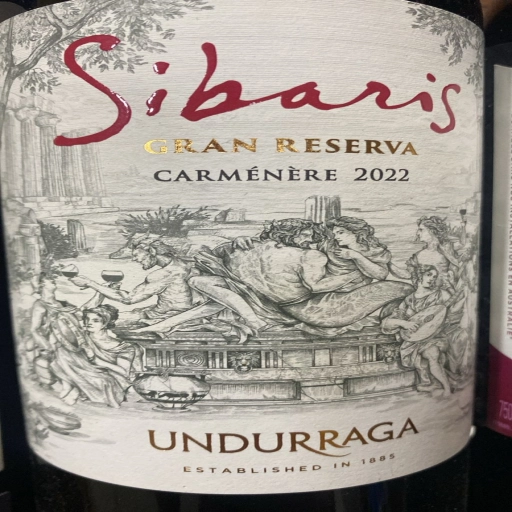 Sibaris
GRAN RESERVA
CARMÉNÈRE 2022
UNDURRAGA
ESTABLISHED IN 1885